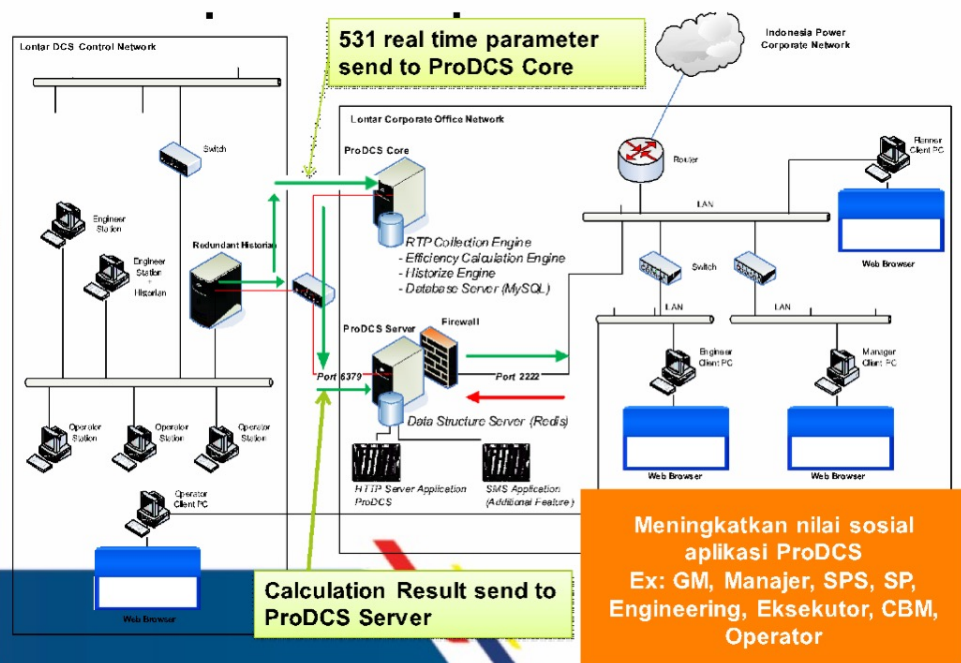 Lontar DCS Control Network
531 real time parameter
send to ProDCS Core
Indonesia Power
Corporate Network
Lontar Corporate Office Network
Switch
ProDCS Core
Router
Planner
Client PC
Engineer
Station
Redundant Historian
RTP Collection Engine
- Efficiency Calculation Engine
- Historize Engine
- Database Server (MySQL)
LAN
Web Browser
Engineer
Station
+
Historian
Switch
ProDCS Server
Firewall
LAN
LAN
Port 6379
Port 2222
Engineer
Client PC
Manager
Client PC
Operator
Station
Operator
Station
Operator
Station
Data Structure Server (Redis)
Web Browser
Web Browser
HTTP Server Application
ProDCS
SMS Application
(Additional Feature)
Operator
Client PC
Web Browser
Calculation Result send to
ProDCS Server
Meningkatkan nilai sosial
aplikasi ProDCS
Ex: GM, Manajer, SPS, SP,
Engineering, Eksekutor, CBM,
Operator